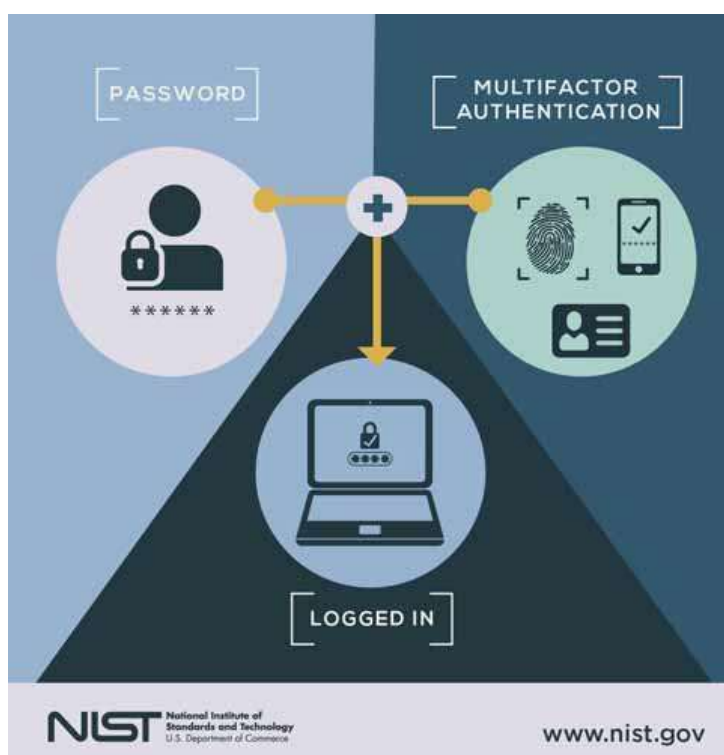 PASSWORD
MULTIFACTOR
AUTHENTICATION
******
LOGGED IN
NIST
National Institute of
Standards and Technology
U.S. Department of Commerce
www.nist.gov